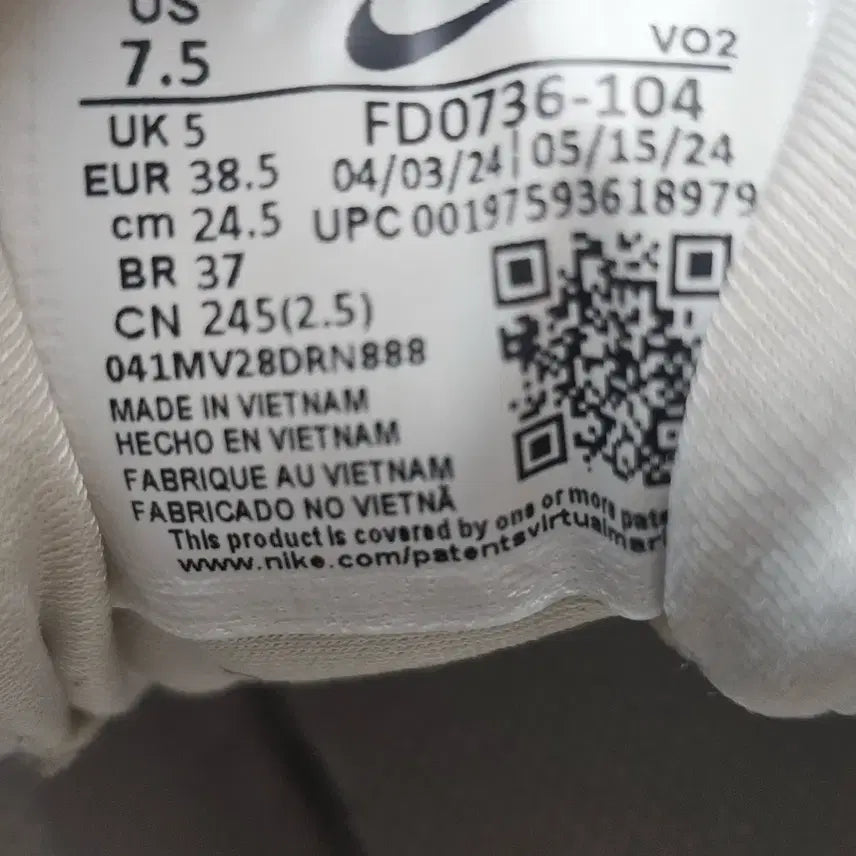 US
7.5
VO2
UK 5
FD0736-104
EUR 38.5
04/03/24 | 05/15/24
cm 24.5
UPC 00197593618979
BR 37
CN 245(2.5)
041MV28DRN888
MADE IN VIETNAM
HECHO EN VIETNAM
FABRIQUE AU VIETNAM
FABRICADO NO VIETNÃ
This product is covered by one or more
www.nike.com/patentsvirtualmar